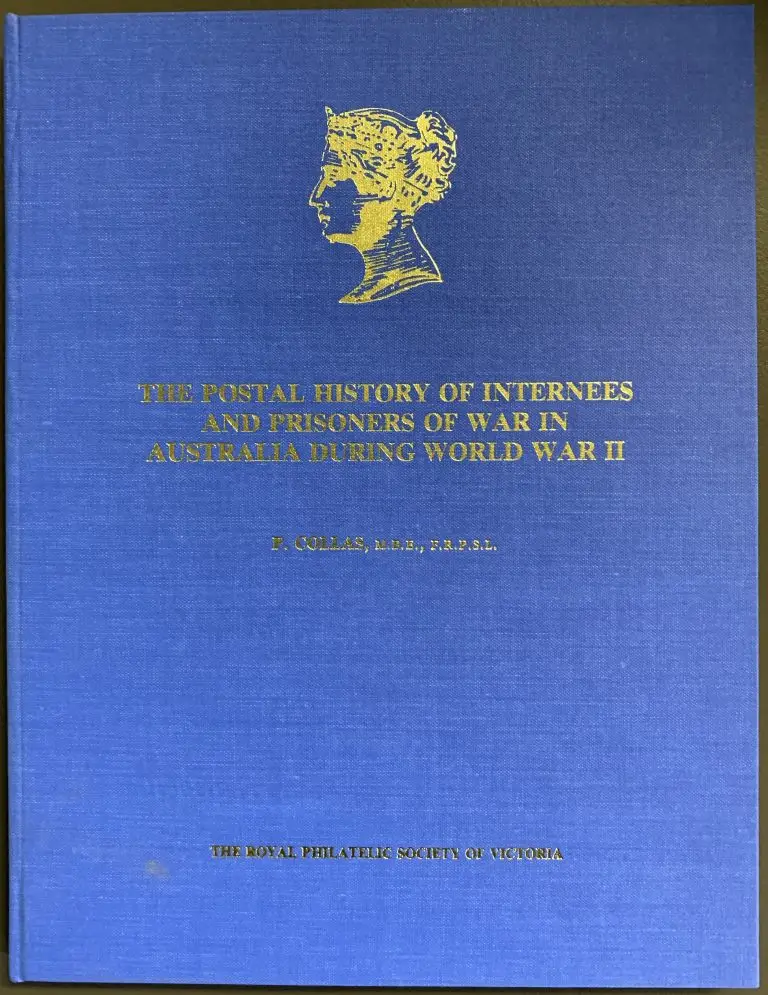 THE POSTAL HISTORY OF INTERNEES
AND PRISONERS OF WAR IN
AUSTRALIA DURING WORLD WAR II
P. COLLAS, M.B.E., F.R.P.S.L.
THE ROYAL PHILATELIC SOCIETY OF VICTORIA